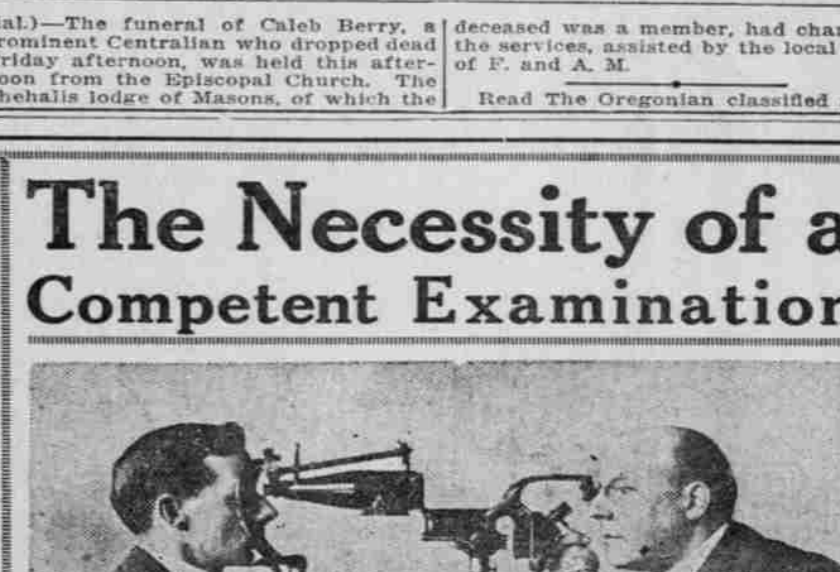 ial.)—The funeral of Caleb Berry, a
rominent Centralian who dropped dead
riday afternoon, was held this after-
oon from the Episcopal Church. The
hehalis lodge of Masons, of which the
deceased was a member, had char
the services, assisted by the local
of F. and A. M.
Read The Oregonian classified
The Necessity of a
Competent Examination